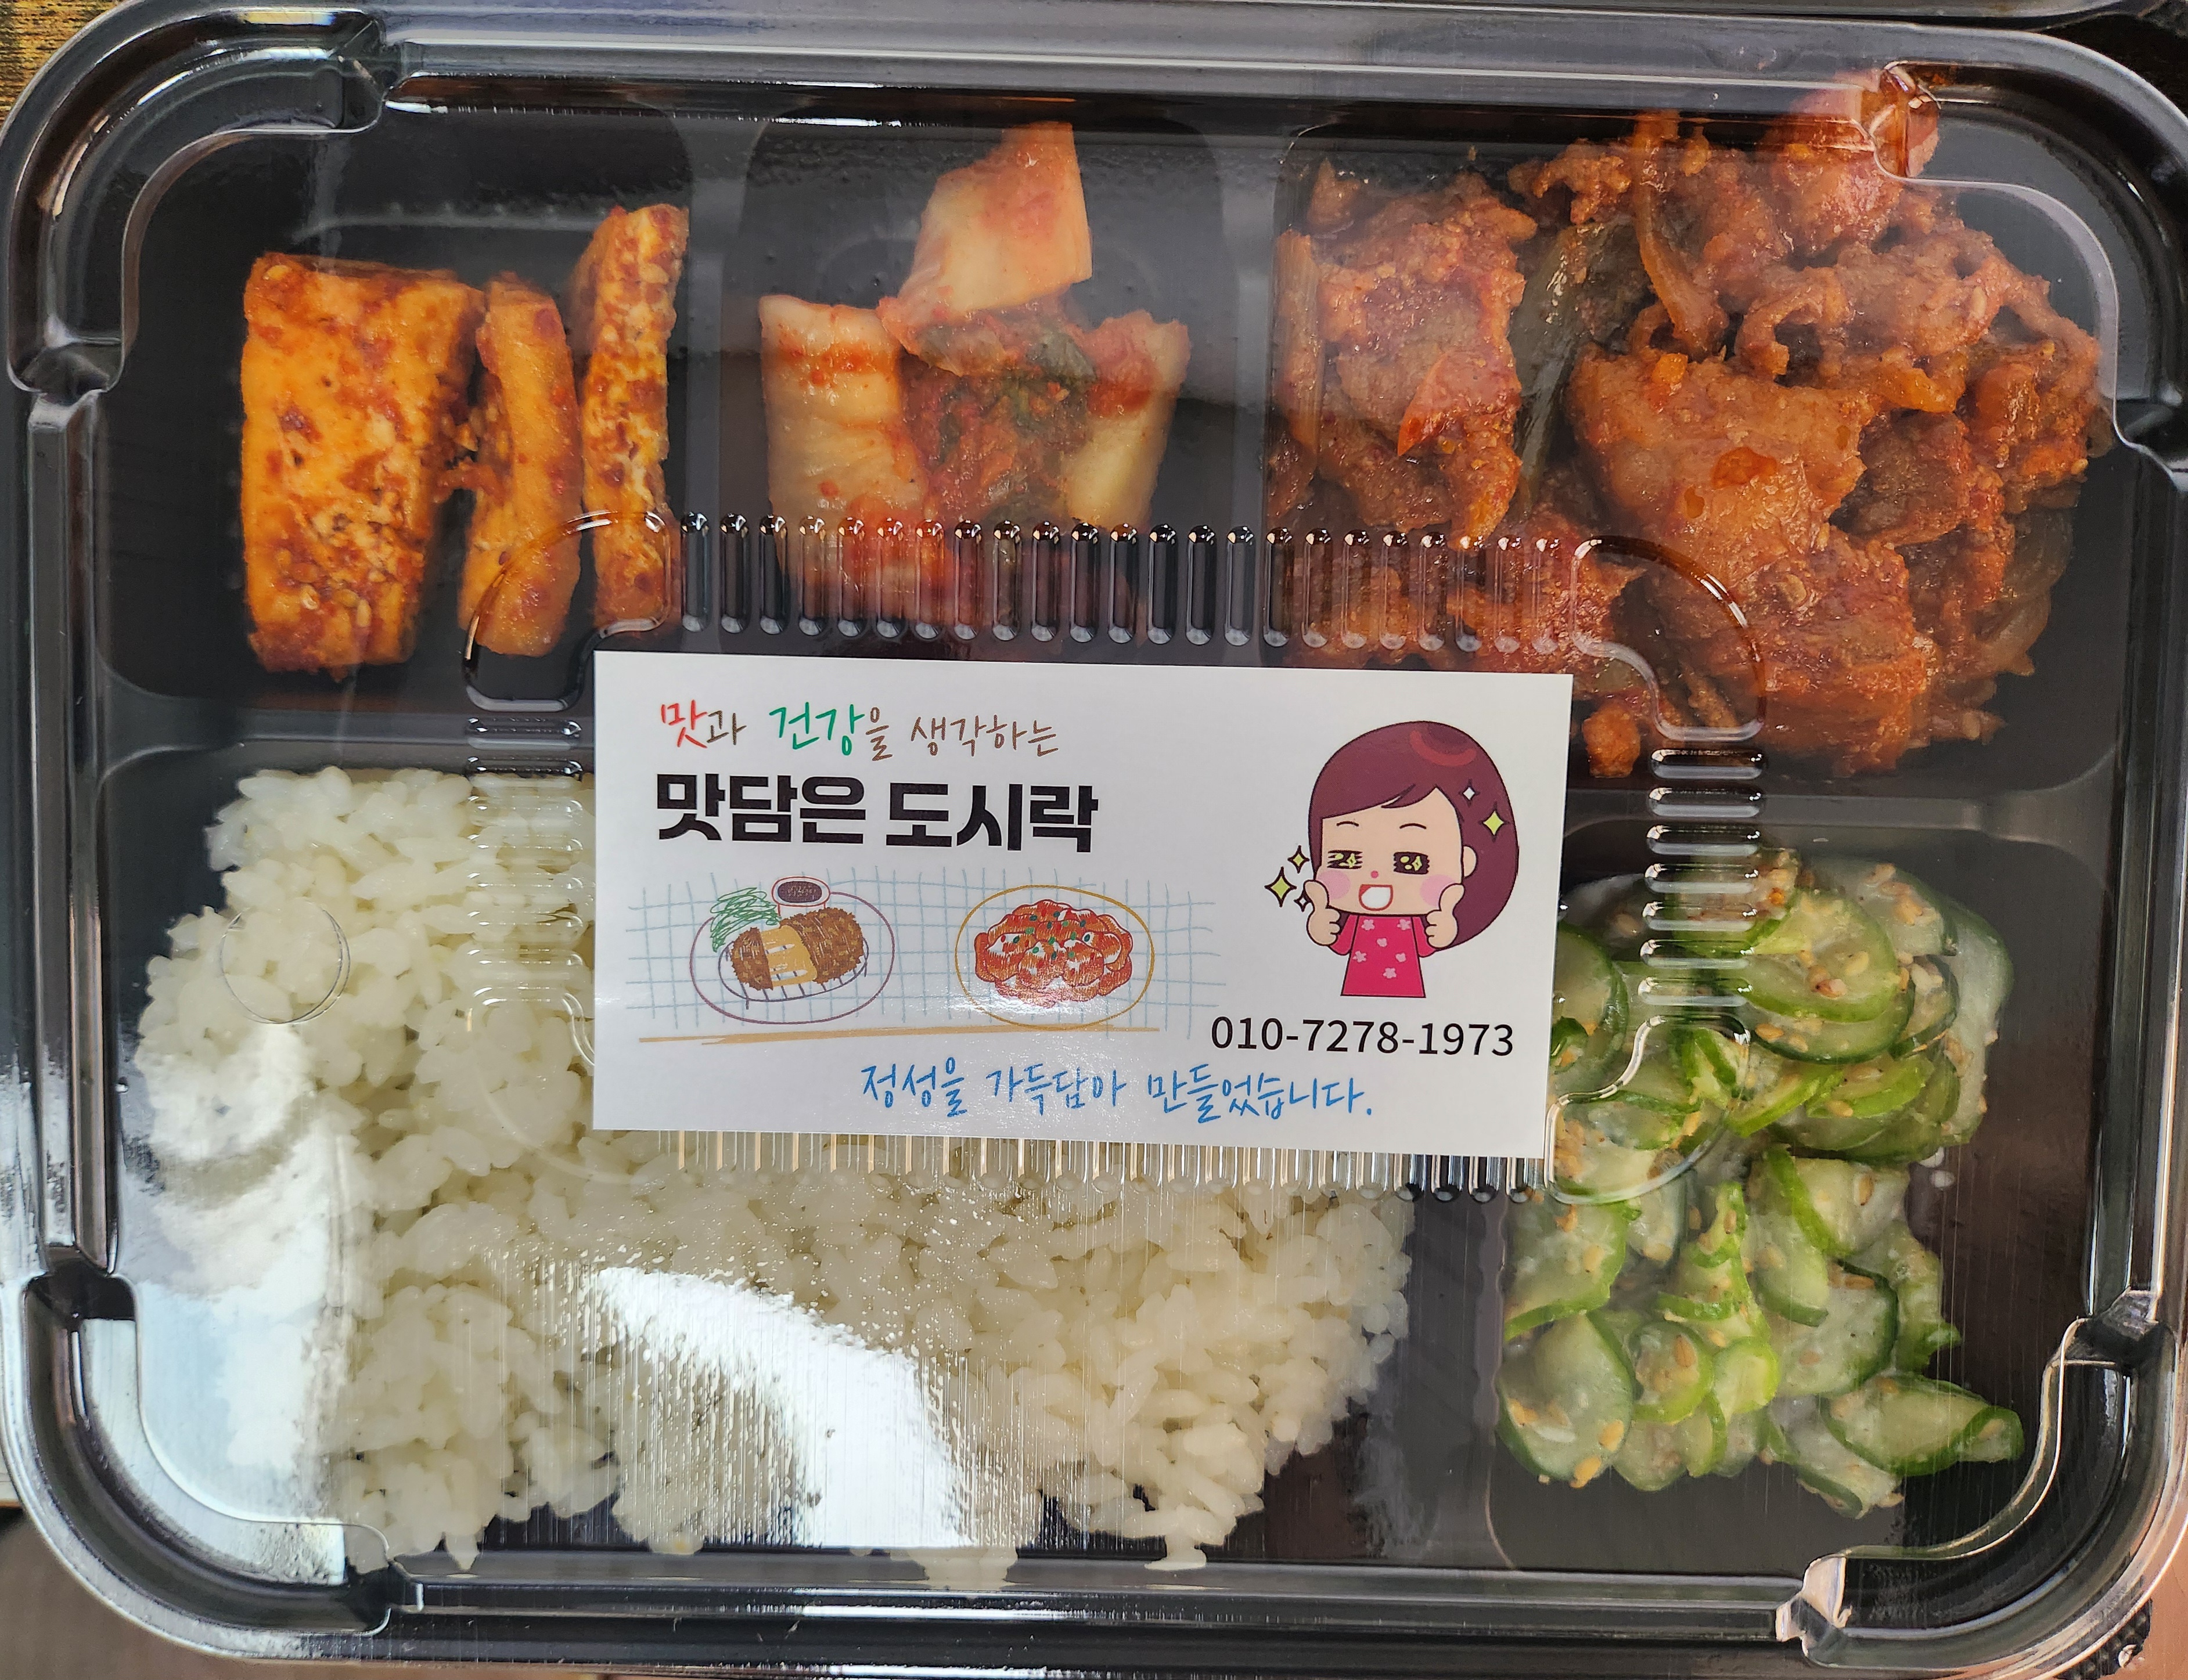 맛과 건강을 생각하는
맛담은 도시락
010-7278-1973
정성을 가득담아 만들었습니다.